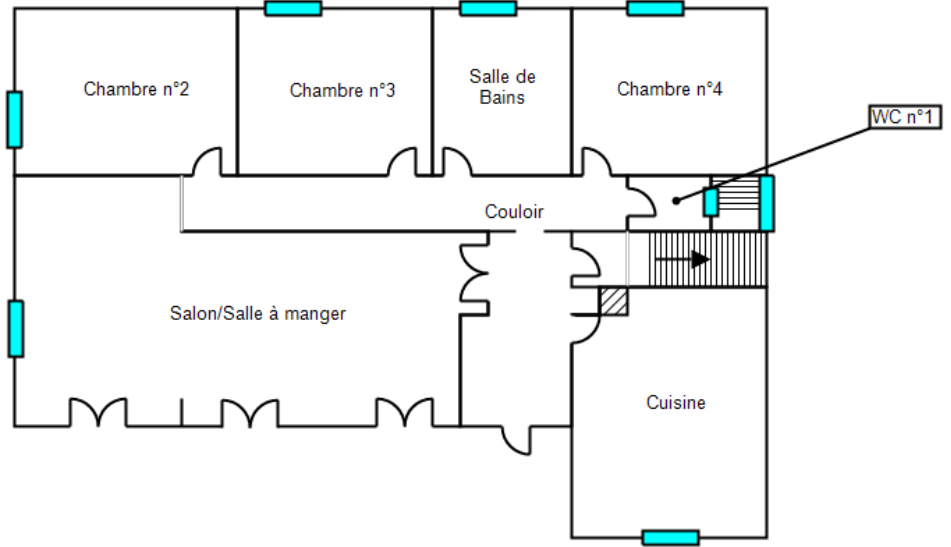 Chambre n°2
Chambre n°3
Salle de
Bains
Chambre n°4
WC n°1
Couloir
Salon/Salle à manger
Cuisine